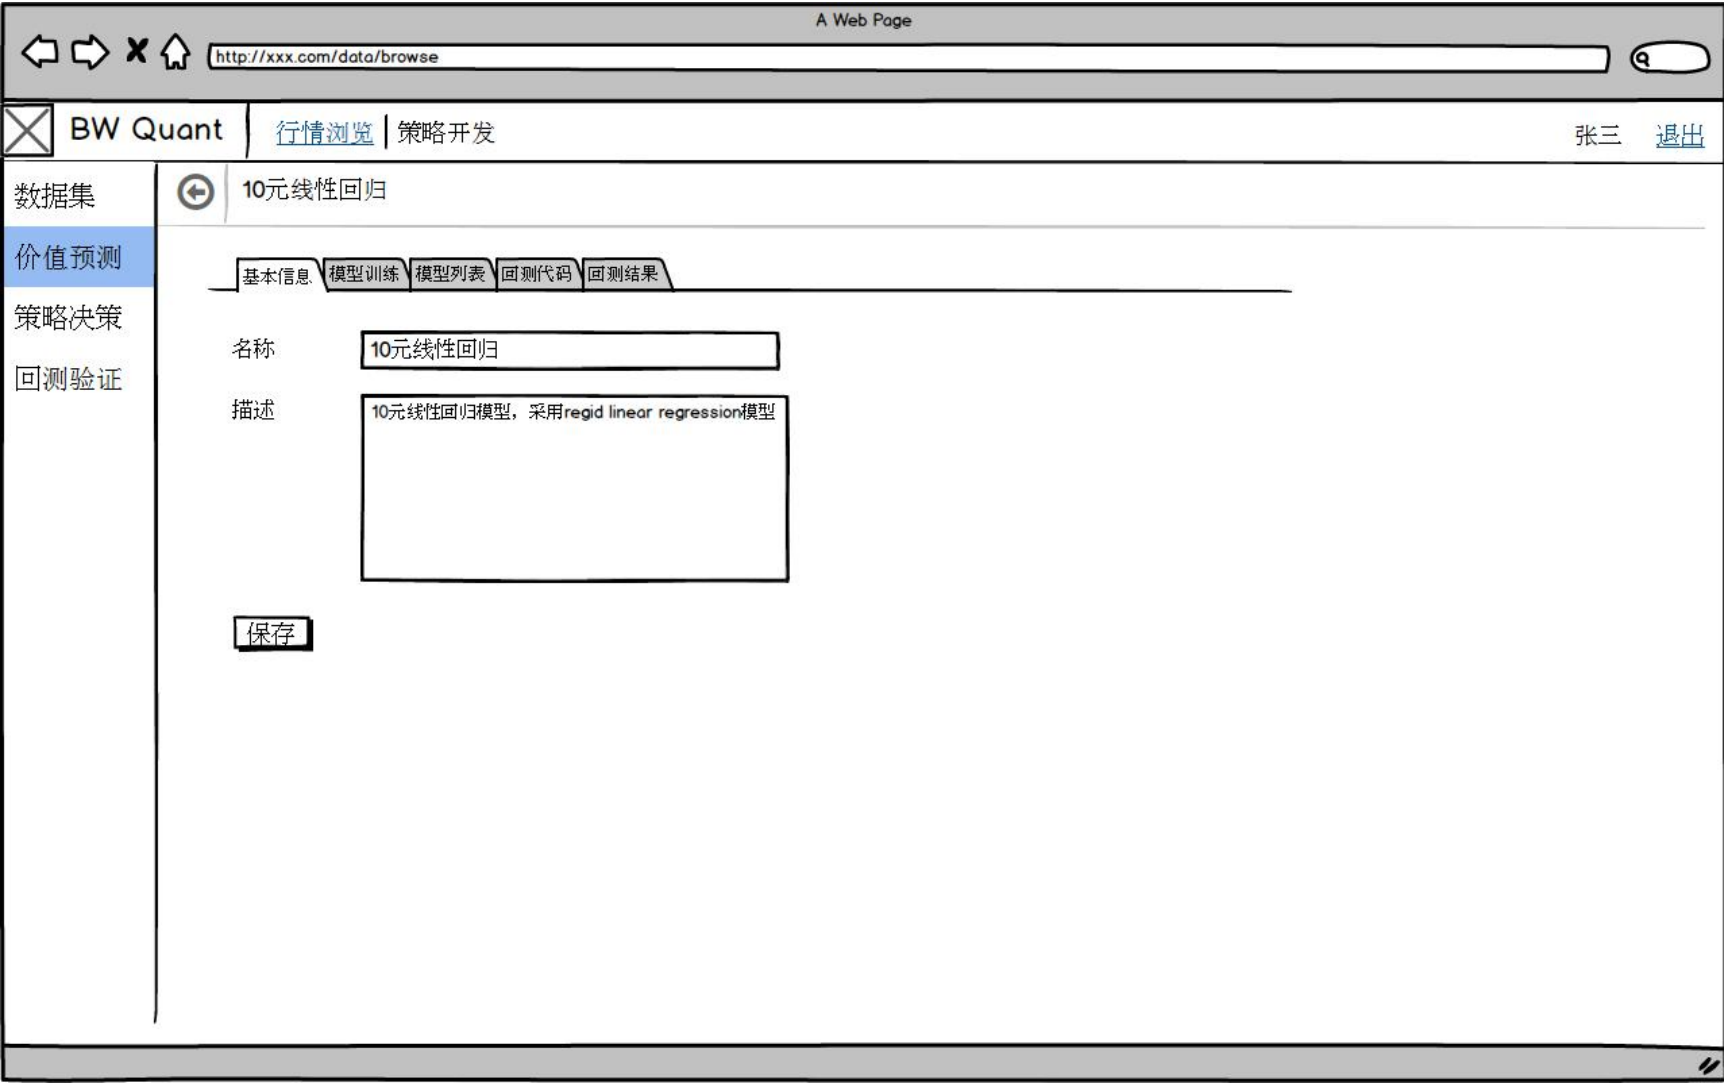 A Web Page
http://xxx.com/data/browse
BW Quant
行情浏览 策略开发
张三 退出
数据集
价值预测
策略决策
回测验证
10元线性回归
基本信息 模型训练 模型列表 回测代码 回测结果
名称 10元线性回归
描述 10元线性回归模型，采用regid linear regression模型
保存